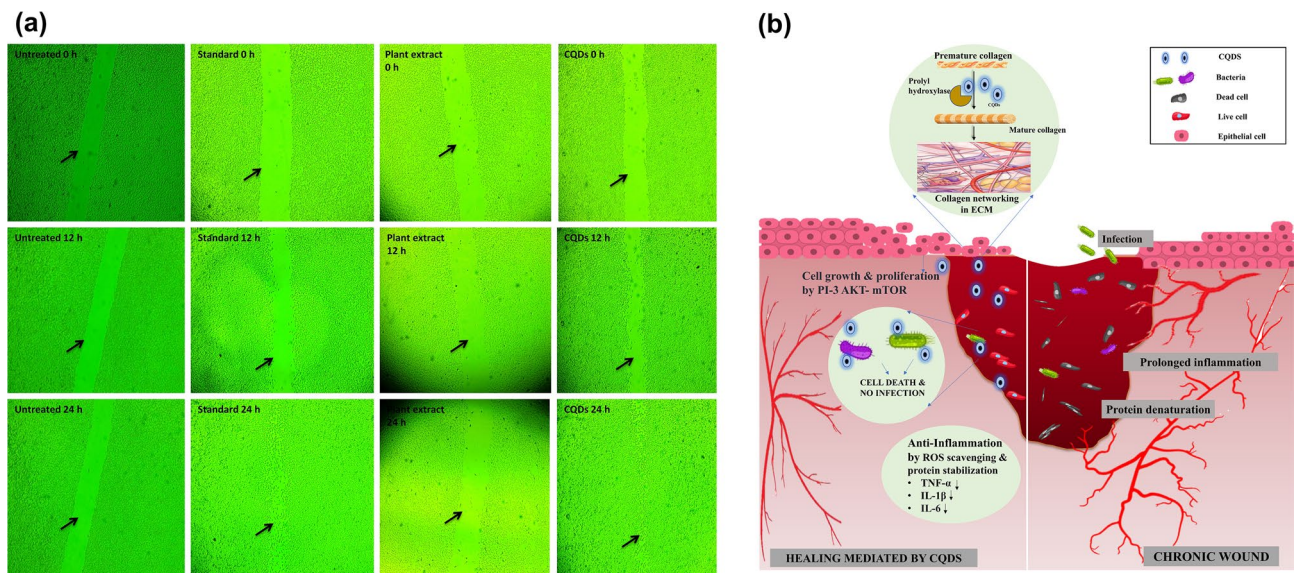 (a)
Untreated 0 h
Standard 0 h
Plant extract
0 h
CQDs 0 h
Untreated 12 h
Standard 12 h
Plant extract
12 h
CQDs 12 h
Untreated 24 h
Standard 24 h
Plant extract
24 h
CQDs 24 h
(b)
Premature collagen
Prolyl
hydroxylase
CQDs
Mature collagen
Collagen networking
in ECM
CQDS
Bacteria
Dead cell
Live cell
Epithelial cell
Infection
Cell growth & proliferation
by PI-3 AKT- mTOR
CELL DEATH &
NO INFECTION
Prolonged inflammation
Protein denaturation
Anti-Inflammation
by ROS scavenging &
protein stabilization
• TNF-α ↓
• IL-1β ↓
• IL-6 ↓
HEALING MEDIATED BY CQDS
CHRONIC WOUND